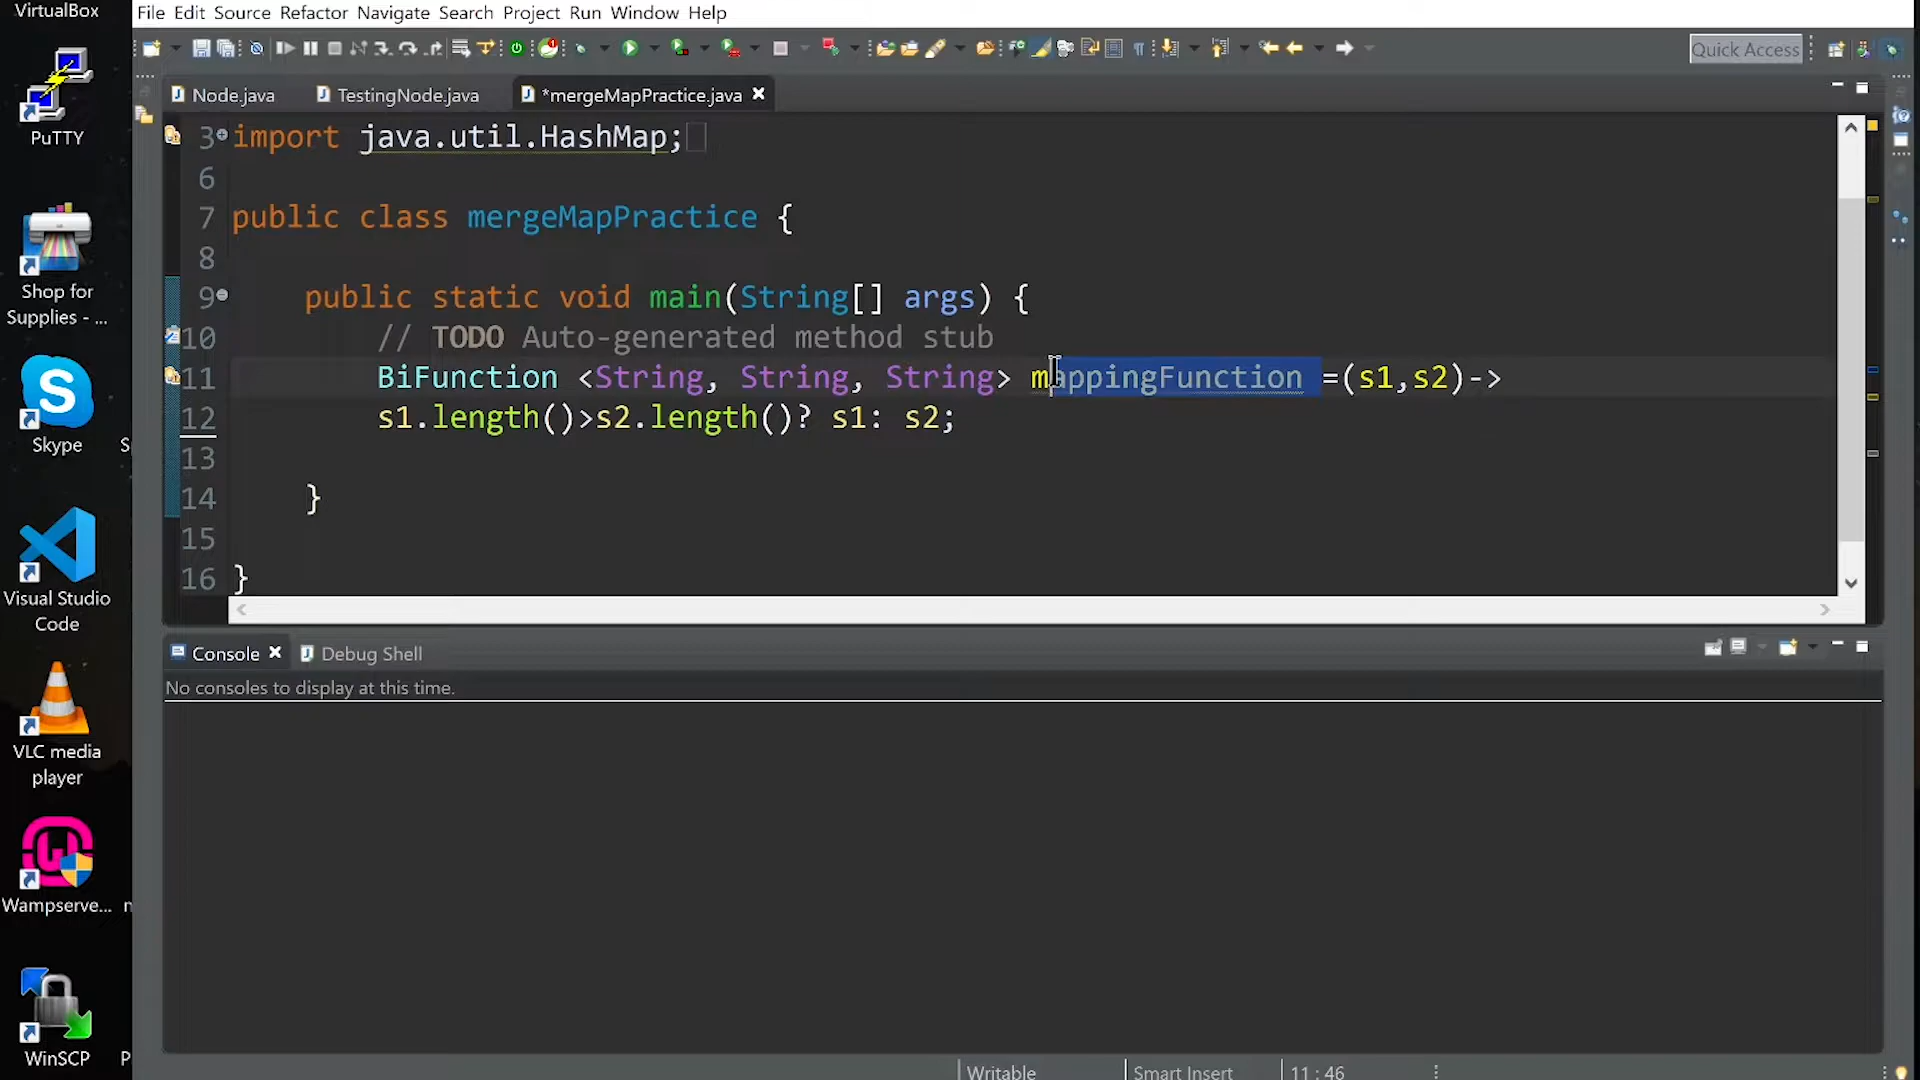 VirtualBox
File Edit Source Refactor Navigate Search Project Run Window Help
Quick Access
Node.java
TestingNode.java
*mergeMapPractice.java
3 import java.util.HashMap;
6
7 public class mergeMapPractice {
8
9 public static void main(String[] args) {
10 // TODO Auto-generated method stub
11 BiFunction <String, String, String> mappingFunction =(s1,s2)->
12 s1.length()>s2.length()? s1: s2;
13
14 }
15
16 }
Console
Debug Shell
No consoles to display at this time.
Writable
Smart Insert
11 : 46
PuTTY
Shop for
Supplies - ...
Skype
S
Visual Studio
Code
VLC media
player
Wampserve...
n
WinSCP
P